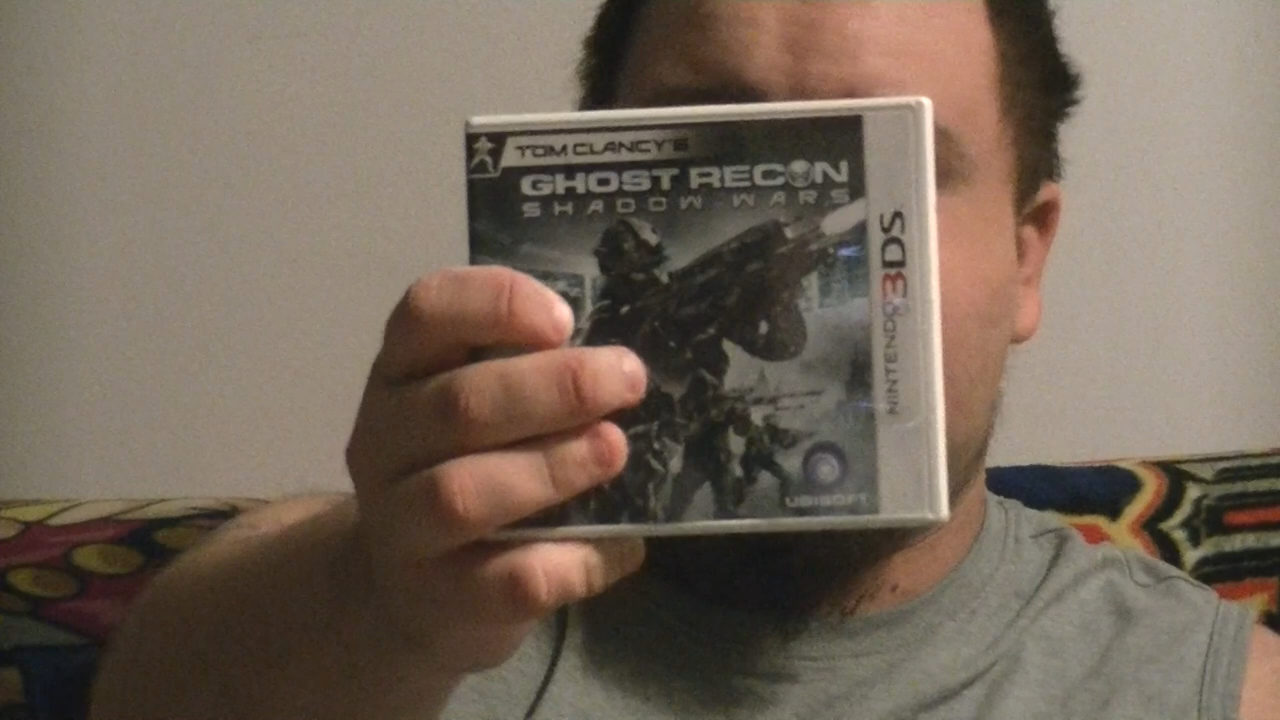 TOM CLANCY'S
GHOST RECON
SHADOW WARS
NINTENDO 3DS
UBISOFT